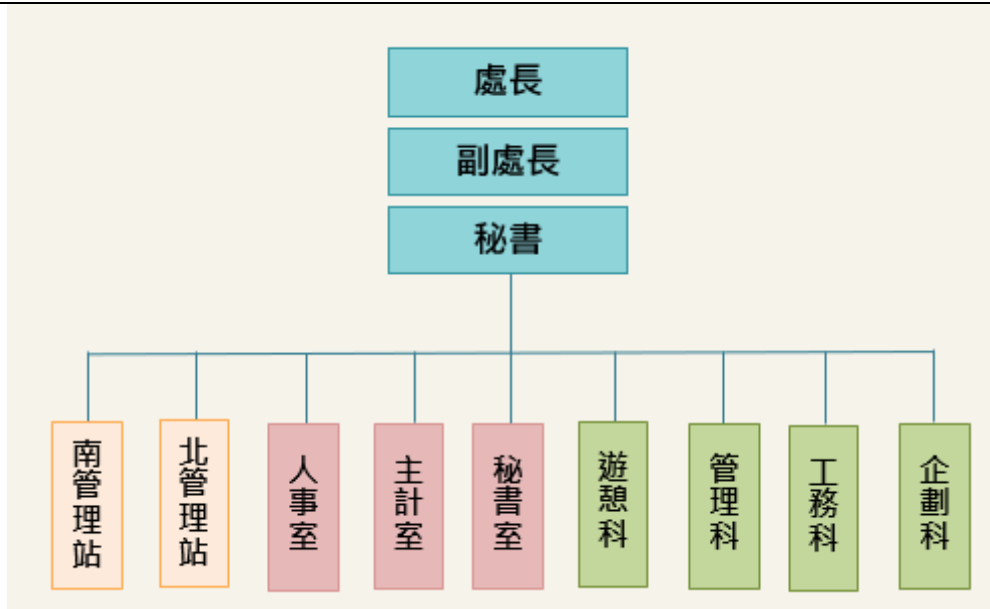 處長
副處長
秘書
南管理站
北管理站
人事室
主計室
秘書室
遊憩科
管理科
工務科
企劃科